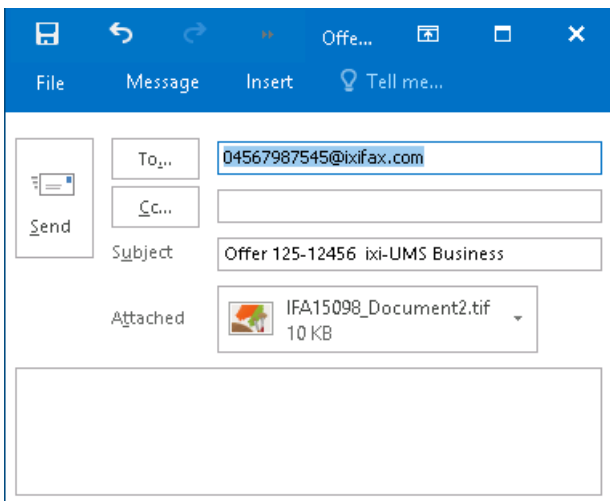 Offe...
File Message Insert Tell me...
To... 04567987545@ixifax.com
Cc...
Send
Subject Offer 125-12456 ixi-UMS Business
Attached IFA15098_Document2.tif
10 KB